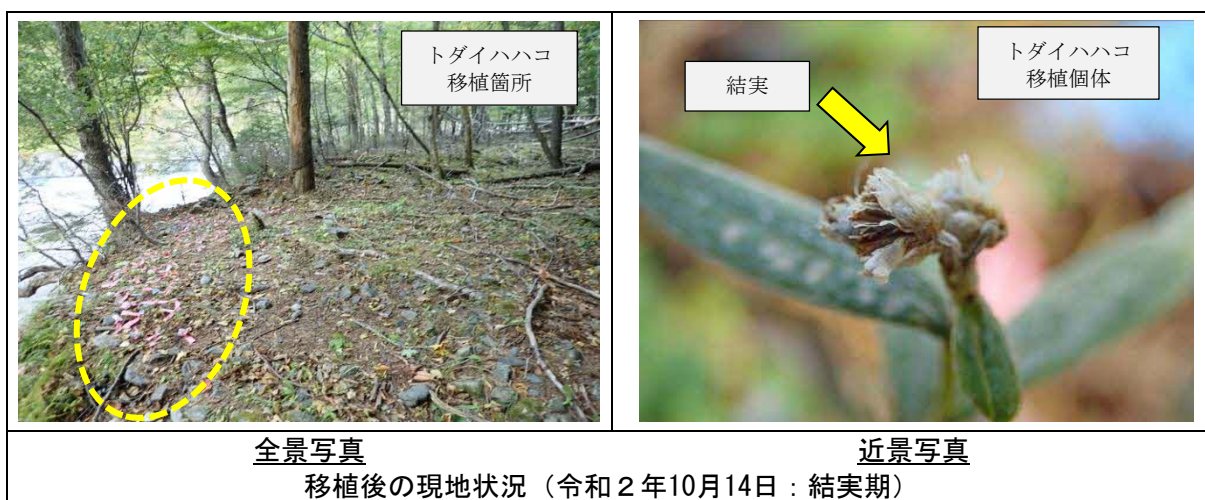 トダイハハコ
移植箇所
結実
トダイハハコ
移植個体
全景写真
近景写真
移植後の現地状況（令和２年10月14日：結実期）